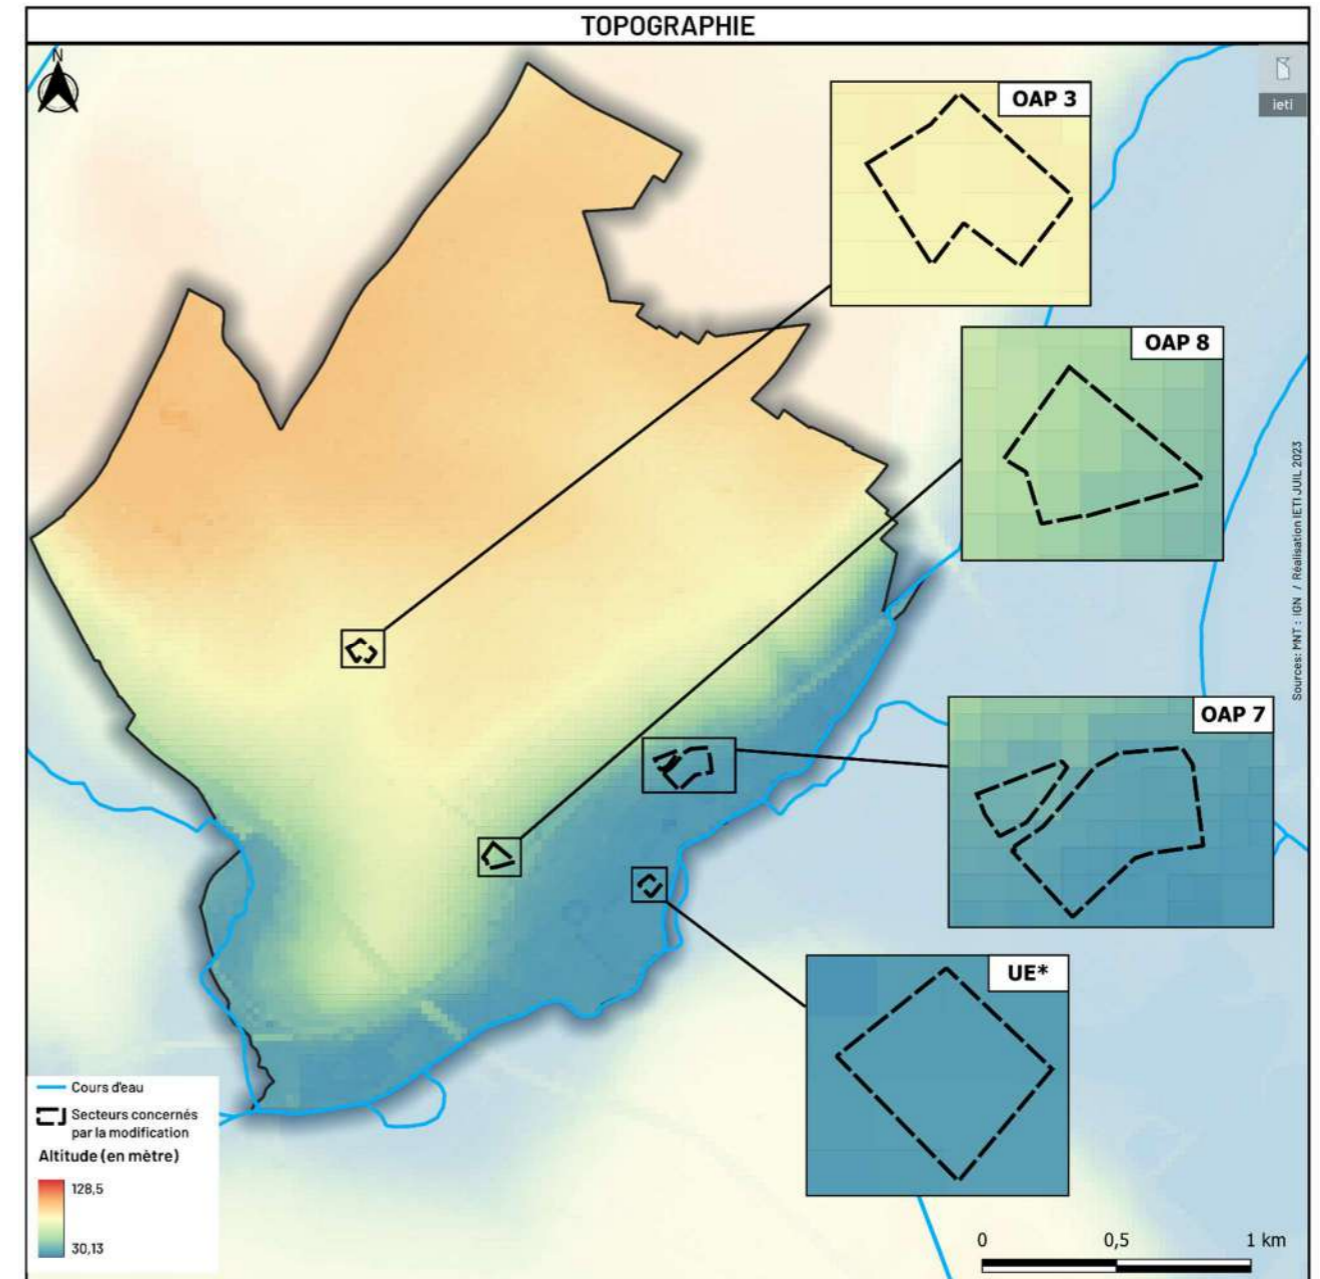 TOPOGRAPHIE
N
ieti
OAP 3
OAP 8
OAP 7
UE*
Sources: MNT : IGN / Réalisation IETI JUIL 2023
Cours d'eau
Secteurs concernés
par la modification
Altitude (en mètre)
128,5
30,13
0
0,5
1 km